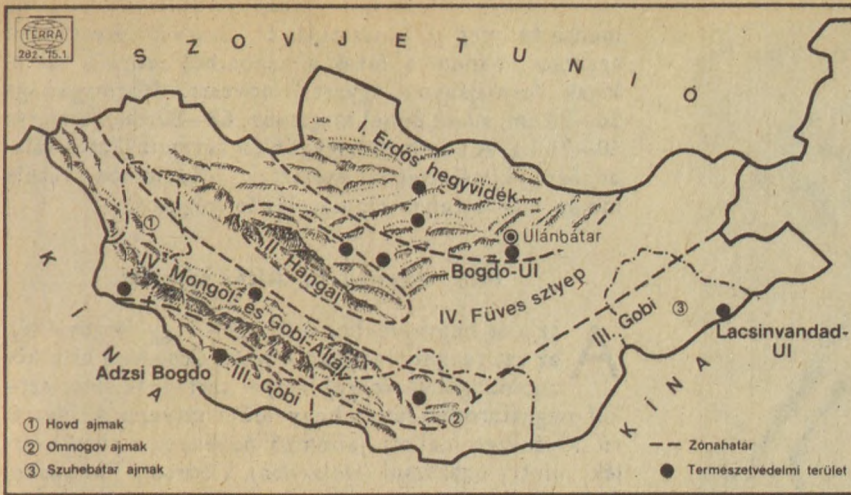 TERRA
282. 75.1
SZOVJETUNIÓ
I. Erdős hegyvidék
①
II. Hangaj
Ulánbátar
Bogdo-Ul
KÍNA
IV. Mongol- és Gobi-Altáj
IV. Füves sztyep
III. Gobi
③
Lacsinvandad-
Ul
Adzsi Bogdo
III. Gobi
②
KÍNA
① Hovd ajmak
② Omnogov ajmak
③ Szuhebátar ajmak
Zónahatár
Természetvédelmi terület